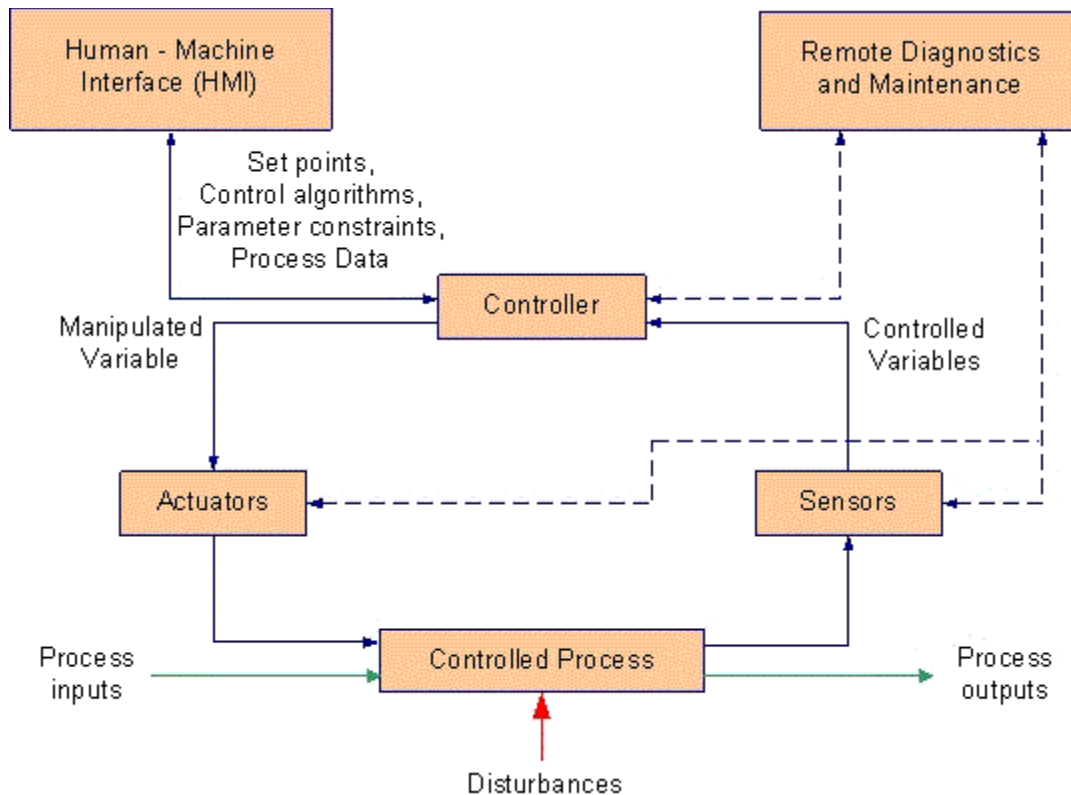 Human - Machine
Interface (HMI)
Remote Diagnostics
and Maintenance
Set points,
Control algorithms,
Parameter constraints,
Process Data
Controller
Manipulated
Variable
Controlled
Variables
Actuators
Sensors
Process
inputs
Controlled Process
Process
outputs
Disturbances